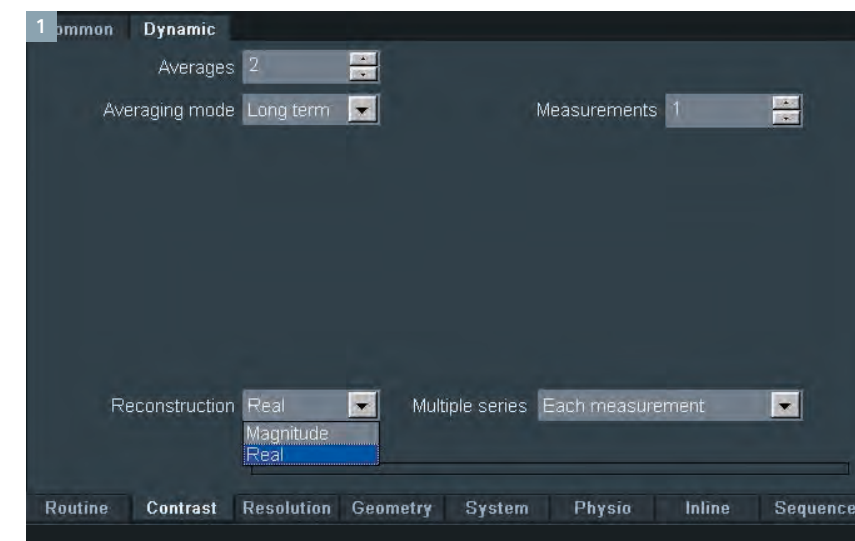 1 ommon Dynamic
Averages 2
Averaging mode Long term Measurements 1
Reconstruction Real Multiple series Each measurement
Magnitude
Real
Routine Contrast Resolution Geometry System Physio Inline Sequence